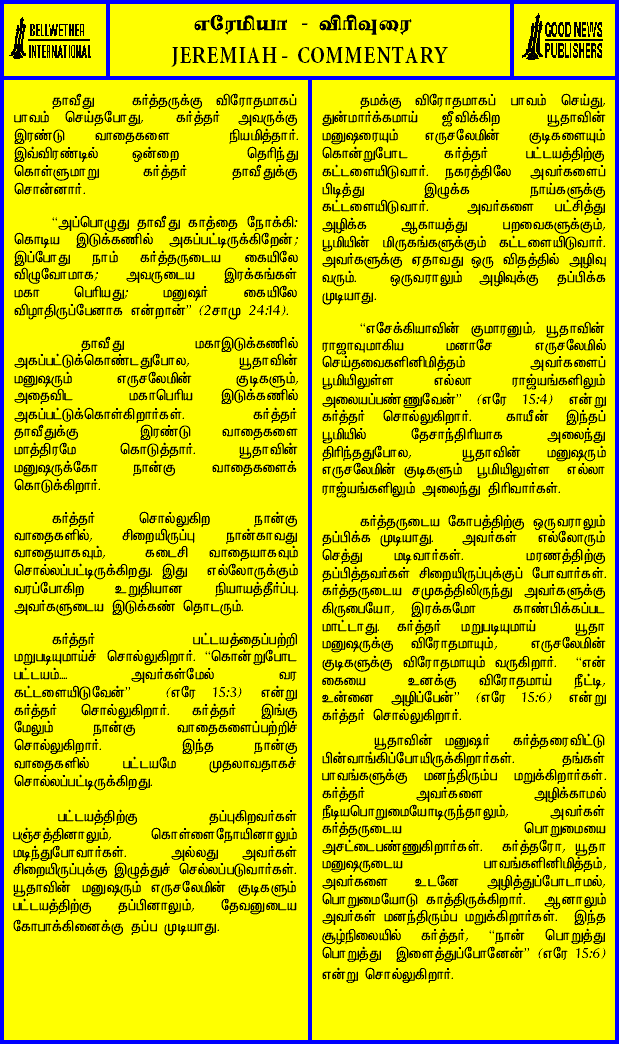 BELLWETHER
INTERNATIONAL
எரேமியா - விரிவுரை
JEREMIAH - COMMENTARY
GOOD NEWS
PUBLISHERS
தாவீது கர்த்தருக்கு விரோதமாகப்
பாவம் செய்தபோது, கர்த்தர் அவருக்கு
இரண்டு வாதைகளை நியமித்தார்.
இவ்விரண்டில் ஒன்றை தெரிந்து
கொள்ளுமாறு கர்த்தர் தாவீதுக்கு
சொன்னார்.
“அப்பொழுது தாவீது காத்தை நோக்கி:
கொடிய இடுக்கணில் அகப்பட்டிருக்கிறேன்;
இப்போது நாம் கர்த்தருடைய கையிலே
விழுவோமாக; அவருடைய இரக்கங்கள்
மகா பெரியது; மனுஷர் கையிலே
விழாதிருப்பேனாக என்றான்” (2சாமு 24:14).
தாவீது மகாஇடுக்கணில்
அகப்பட்டுக்கொண்டதுபோல, யூதாவின்
மனுஷரும் எருசலேமின் குடிகளும்,
அதைவிட மகாபெரிய இடுக்கணில்
அகப்பட்டுக்கொள்கிறார்கள். கர்த்தர்
தாவீதுக்கு இரண்டு வாதைகளை
மாத்திரமே கொடுத்தார். யூதாவின்
மனுஷருக்கோ நான்கு வாதைகளைக்
கொடுக்கிறார்.
கர்த்தர் சொல்லுகிற நான்கு
வாதைகளில், சிறையிருப்பு நான்காவது
வாதையாகவும், கடைசி வாதையாகவும்
சொல்லப்பட்டிருக்கிறது. இது எல்லோருக்கும்
வரப்போகிற உறுதியான நியாயத்தீர்ப்பு.
அவர்களுடைய இடுக்கண் தொடரும்.
கர்த்தர் பட்டயத்தைப்பற்றி
மறுபடியுமாய்ச் சொல்லுகிறார். “கொன்றுபோட
பட்டயம்.... அவர்கள்மேல் வர
கட்டளையிடுவேன்” (எரே 15:3) என்று
கர்த்தர் சொல்லுகிறார். கர்த்தர் இங்கு
மேலும் நான்கு வாதைகளைப்பற்றிச்
சொல்லுகிறார். இந்த நான்கு
வாதைகளில் பட்டயமே முதலாவதாகச்
சொல்லப்பட்டிருக்கிறது.
பட்டயத்திற்கு தப்புகிறவர்கள்
பஞ்சத்தினாலும், கொள்ளைநோயினாலும்
மடிந்துபோவார்கள். அல்லது அவர்கள்
சிறையிருப்புக்கு இழுத்துச் செல்லப்படுவார்கள்.
யூதாவின் மனுஷரும் எருசலேமின் குடிகளும்
பட்டயத்திற்கு தப்பினாலும், தேவனுடைய
கோபாக்கினைக்கு தப்ப முடியாது.
தமக்கு விரோதமாகப் பாவம் செய்து,
துன்மார்க்கமாய் ஜீவிக்கிற யூதாவின்
மனுஷரையும் எருசலேமின் குடிகளையும்
கொன்றுபோட கர்த்தர் பட்டயத்திற்கு
கட்டளையிடுவார். நகரத்திலே அவர்களைப்
பிடித்து இழுக்க நாய்களுக்கு
கட்டளையிடுவார். அவர்களை பட்சித்து
அழிக்க ஆகாயத்து பறவைகளுக்கும்,
பூமியின் மிருகங்களுக்கும் கட்டளையிடுவார்.
அவர்களுக்கு ஏதாவது ஒரு விதத்தில் அழிவு
வரும். ஒருவராலும் அழிவுக்கு தப்பிக்க
முடியாது.
“எசேக்கியாவின் குமாரனும், யூதாவின்
ராஜாவுமாகிய மனாசே எருசலேமில்
செய்தவைகளினிமித்தம் அவர்களைப்
பூமியிலுள்ள எல்லா ராஜ்யங்களிலும்
அலையப்பண்ணுவேன்” (எரே 15:4) என்று
கர்த்தர் சொல்லுகிறார். காயீன் இந்தப்
பூமியில் தேசாந்திரியாக அலைந்து
திரிந்ததுபோல, யூதாவின் மனுஷரும்
எருசலேமின் குடிகளும் பூமியிலுள்ள எல்லா
ராஜ்யங்களிலும் அலைந்து திரிவார்கள்.
கர்த்தருடைய கோபத்திற்கு ஒருவராலும்
தப்பிக்க முடியாது. அவர்கள் எல்லோரும்
செத்து மடிவார்கள். மரணத்திற்கு
தப்பித்தவர்கள் சிறையிருப்புக்குப் போவார்கள்.
கர்த்தருடைய சமுகத்திலிருந்து அவர்களுக்கு
கிருபையோ, இரக்கமோ காண்பிக்கப்பட
மாட்டாது. கர்த்தர் மறுபடியுமாய் யூதா
மனுஷருக்கு விரோதமாயும், எருசலேமின்
குடிகளுக்கு விரோதமாயும் வருகிறார். “என்
கையை உனக்கு விரோதமாய் நீட்டி,
உன்னை அழிப்பேன்” (எரே 15:6) என்று
கர்த்தர் சொல்லுகிறார்.
யூதாவின் மனுஷர் கர்த்தரைவிட்டு
பின்வாங்கிப்போயிருக்கிறார்கள். தங்கள்
பாவங்களுக்கு மனந்திரும்ப மறுக்கிறார்கள்.
கர்த்தர் அவர்களை அழிக்காமல்
நீடியபொறுமையோடிருந்தாலும், அவர்கள்
கர்த்தருடைய பொறுமையை
அசட்டைபண்ணுகிறார்கள். கர்த்தரோ, யூதா
மனுஷருடைய பாவங்களினிமித்தம்,
அவர்களை உடனே அழித்துப்போடாமல்,
பொறுமையோடு காத்திருக்கிறார். ஆனாலும்
அவர்கள் மனந்திரும்ப மறுக்கிறார்கள். இந்த
சூழ்நிலையில் கர்த்தர், “நான் பொறுத்து
பொறுத்து இளைத்துப்போனேன்” (எரே 15:6)
என்று சொல்லுகிறார்.